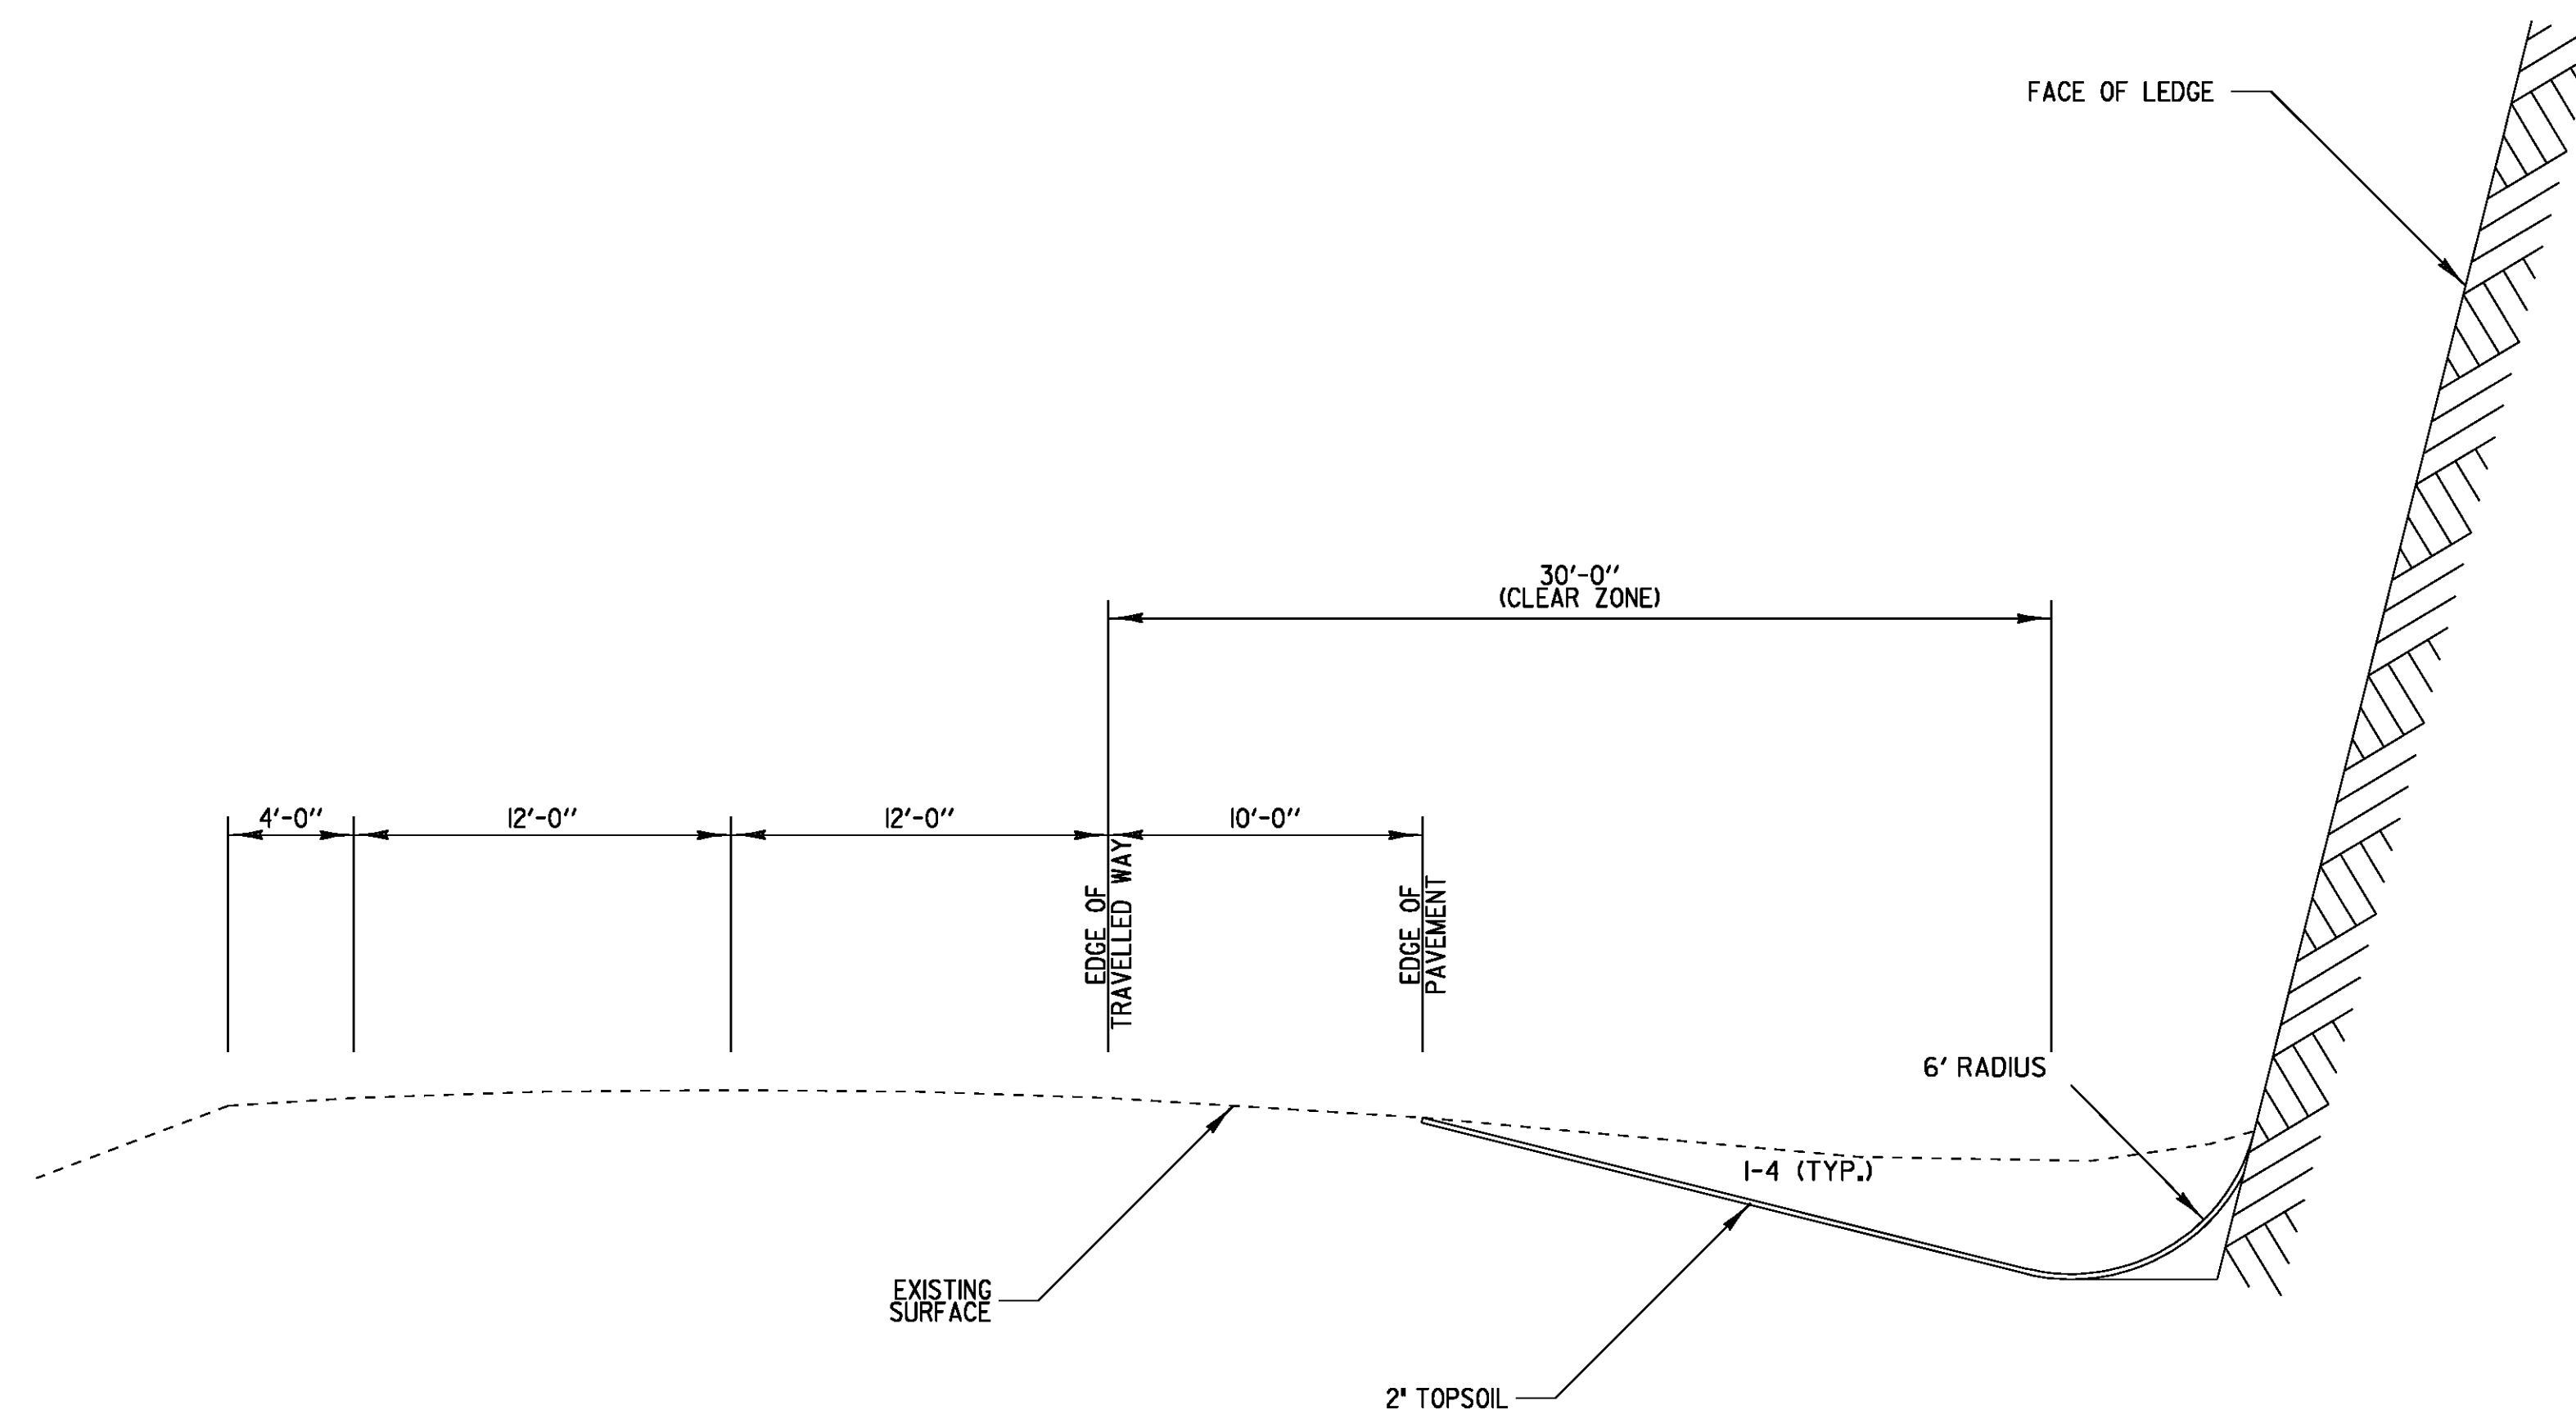 FACE OF LEDGE
30'-0''
(CLEAR ZONE)
4'-0''
12'-0''
12'-0''
10'-0''
EDGE OF
TRAVELLED WAY
EDGE OF
PAVEMENT
6' RADIUS
1-4 (TYP.)
EXISTING
SURFACE
2" TOPSOIL